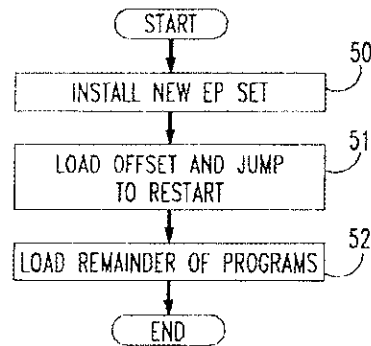 START
50
INSTALL NEW EP SET
51
LOAD OFFSET AND JUMP
TO RESTART
52
LOAD REMAINDER OF PROGRAMS
END